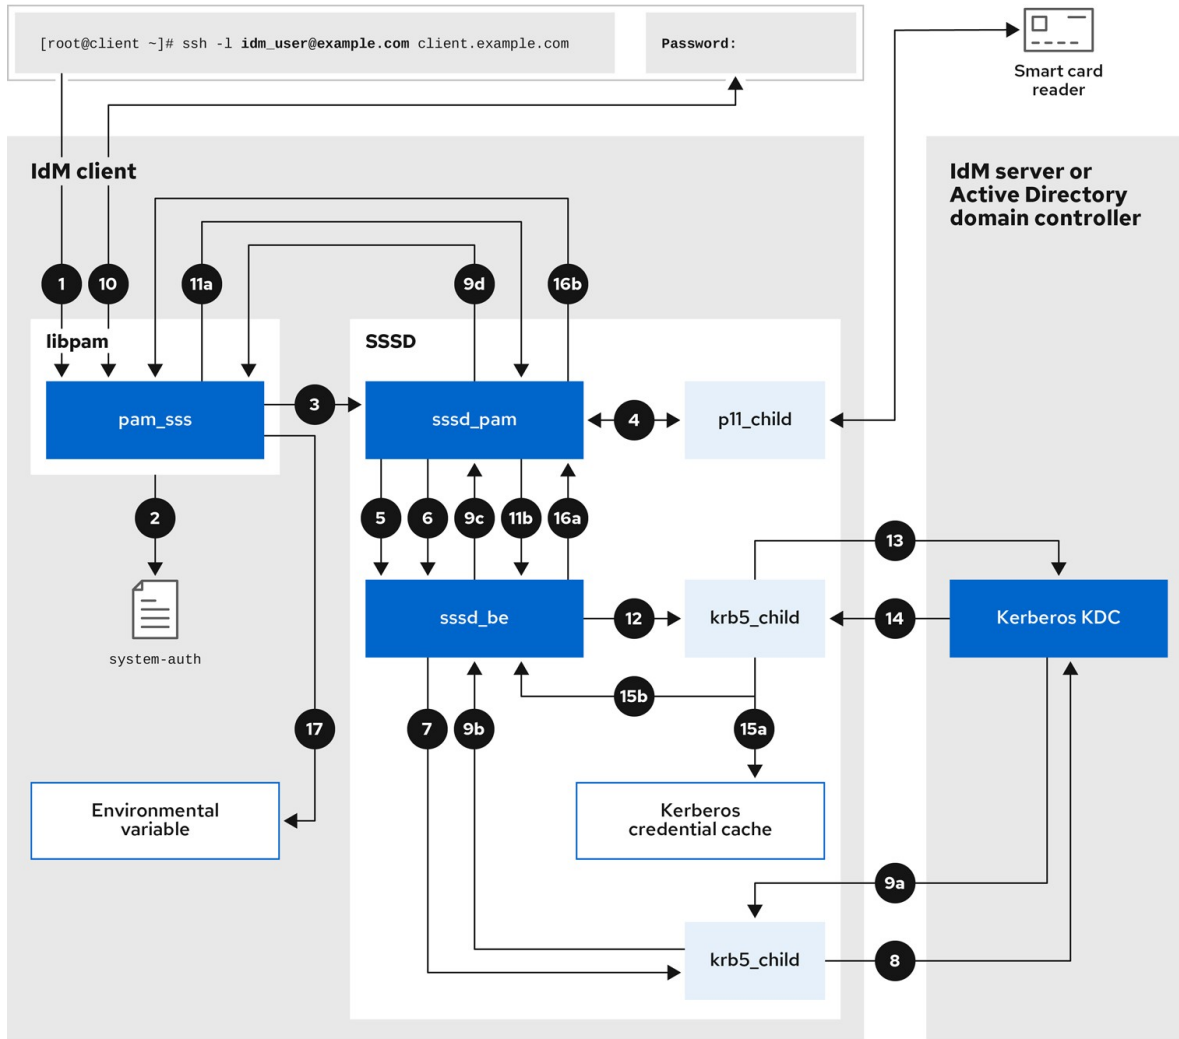 [root@client ~]# ssh -l idm_user@example.com client.example.com
Password:
Smart card
reader
IdM client
IdM server or
Active Directory
domain controller
1
10
11a
9d
16b
libpam
SSSD
pam_sss
3
sssd_pam
4
p11_child
2
5
6
9c
11b
16a
13
system-auth
sssd_be
12
krb5_child
14
Kerberos KDC
15b
17
7
9b
15a
Environmental
variable
Kerberos
credential cache
9a
krb5_child
8